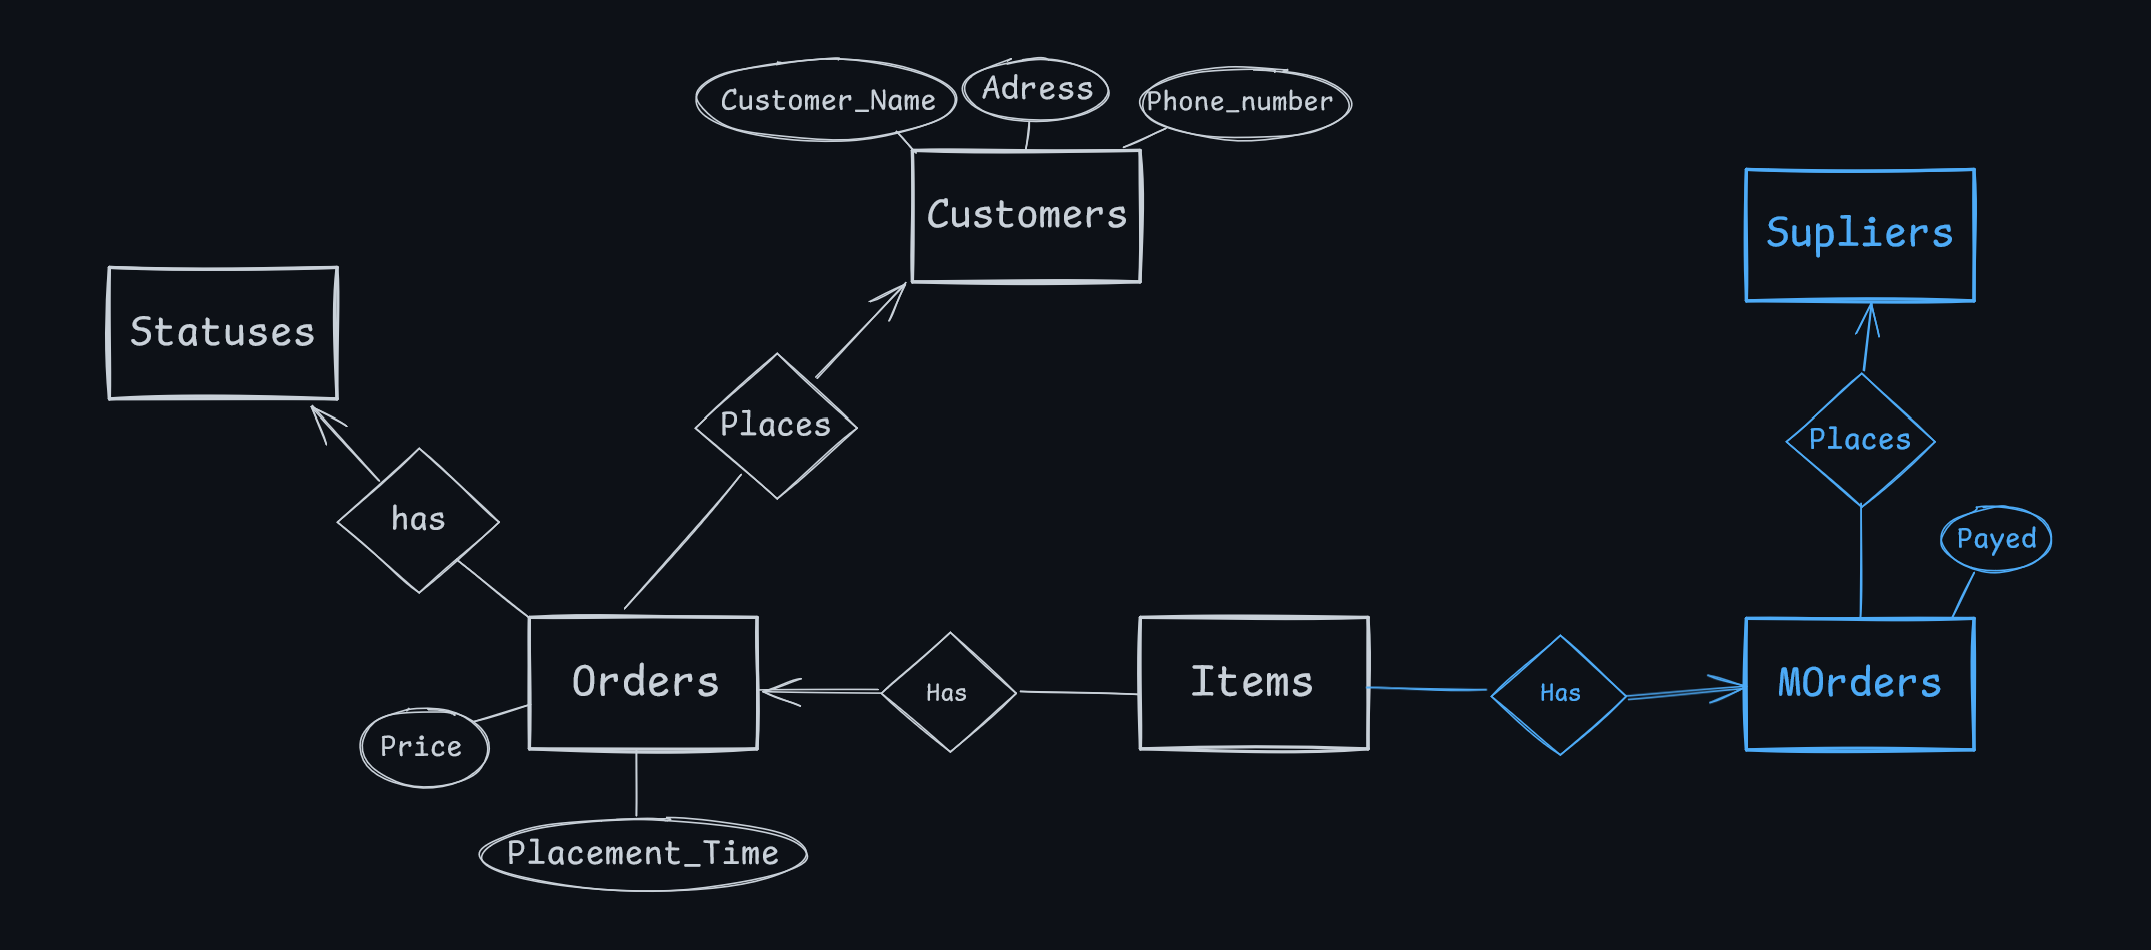 Customer_Name
Adress
Phone_number
Customers
Supliers
Statuses
Places
Places
has
Payed
Orders
Has
Items
Has
MOrders
Price
Placement_Time